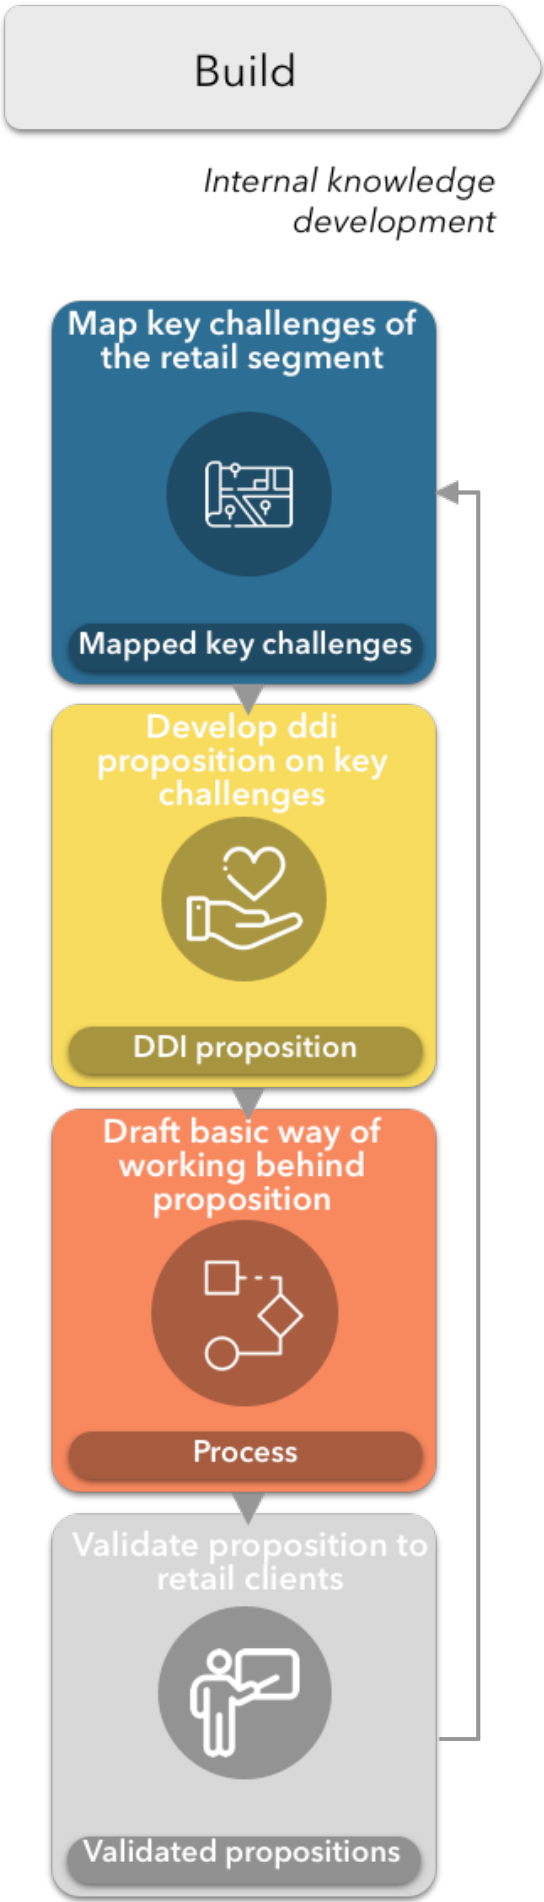 Build
Internal knowledge
development
Map key challenges of
the retail segment
Mapped key challenges
Develop ddi
proposition on key
challenges
DDI proposition
Draft basic way of
working behind
proposition
Process
Validate proposition to
retail clients
Validated propositions